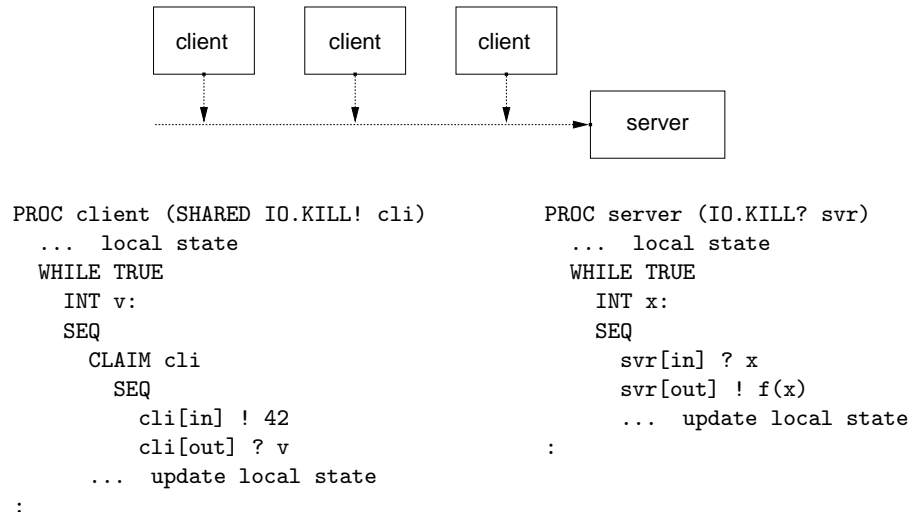 client client client
server
PROC client (SHARED IO.KILL! cli)
  ... local state
  WHILE TRUE
    INT v:
    SEQ
      CLAIM cli
        SEQ
          cli[in] ! 42
          cli[out] ? v
      ... update local state
:
PROC server (IO.KILL? svr)
  ... local state
  WHILE TRUE
    INT x:
    SEQ
      svr[in] ? x
      svr[out] ! f(x)
      ... update local state
: